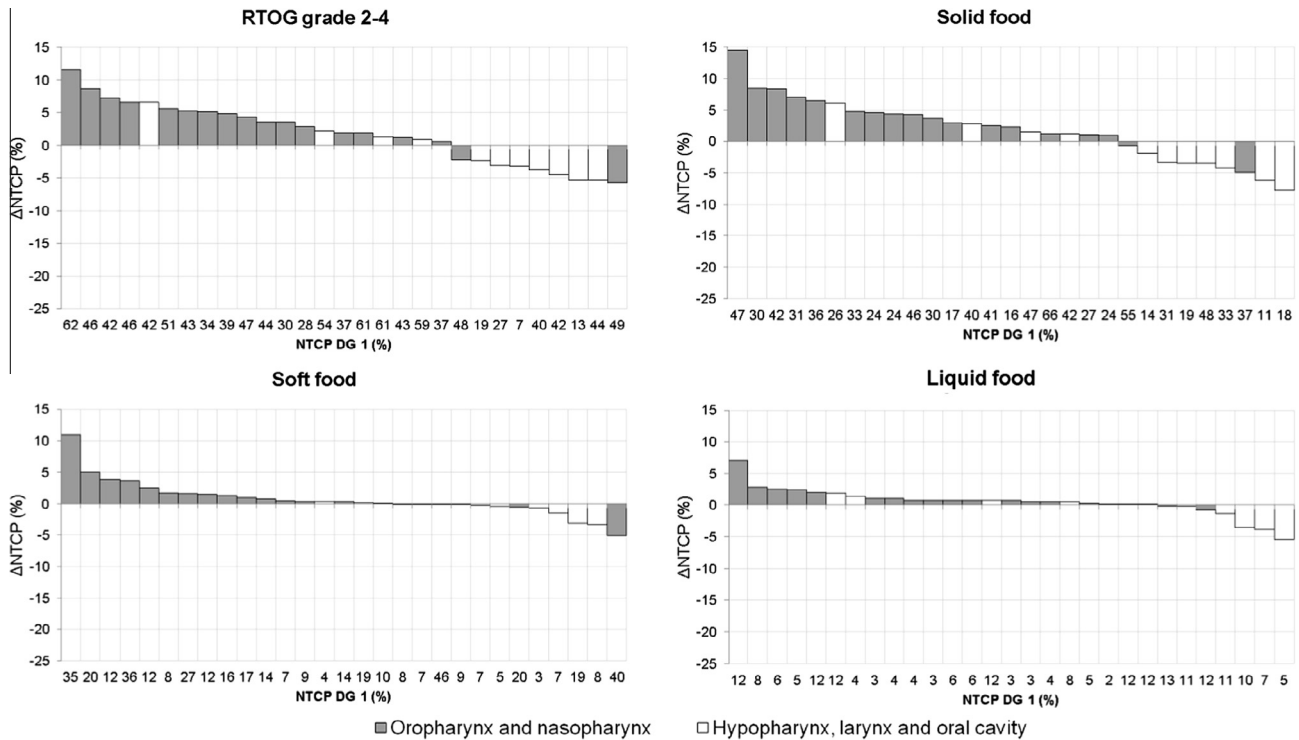 RTOG grade 2-4
15
10
5
0
-5
-10
-15
-20
-25
ΔNTCP (%)
62 46 42 46 42 51 43 34 39 47 44 30 28 54 37 61 61 43 59 37 48 19 27 7 40 42 13 44 49
NTCP DG 1 (%)
Solid food
15
10
5
0
-5
-10
-15
-20
-25
ΔNTCP (%)
47 30 42 31 36 26 33 24 24 46 30 17 40 41 16 47 66 42 27 24 55 14 31 19 48 33 37 11 18
NTCP DG 1 (%)
Soft food
15
10
5
0
-5
-10
-15
-20
-25
ΔNTCP (%)
35 20 12 36 12 8 27 12 16 17 14 7 9 4 14 19 10 8 7 46 9 7 5 20 3 7 19 8 40
NTCP DG 1 (%)
Liquid food
15
10
5
0
-5
-10
-15
-20
-25
ΔNTCP (%)
12 8 6 5 12 12 4 3 4 4 3 6 6 12 3 3 4 8 5 2 12 12 13 11 12 11 10 7 5
NTCP DG 1 (%)
Oropharynx and nasopharynx
Hypopharynx, larynx and oral cavity